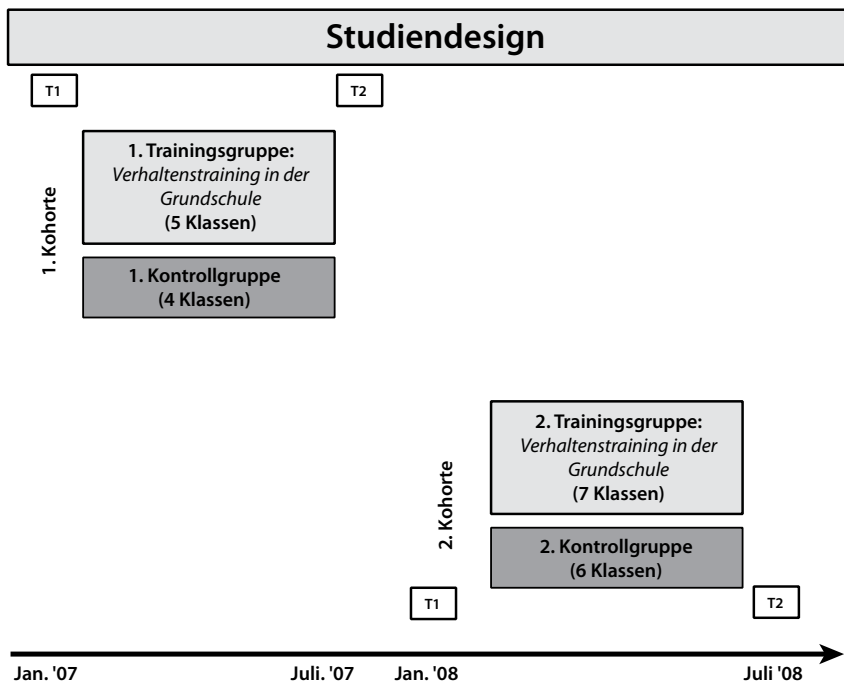 Studiendesign
T1
T2
1. Kohorte
1. Trainingsgruppe:
Verhaltenstraining in der
Grundschule
(5 Klassen)
1. Kontrollgruppe
(4 Klassen)
2. Kohorte
2. Trainingsgruppe:
Verhaltenstraining in der
Grundschule
(7 Klassen)
2. Kontrollgruppe
(6 Klassen)
T1
T2
Jan. '07
Juli. '07
Jan. '08
Juli '08